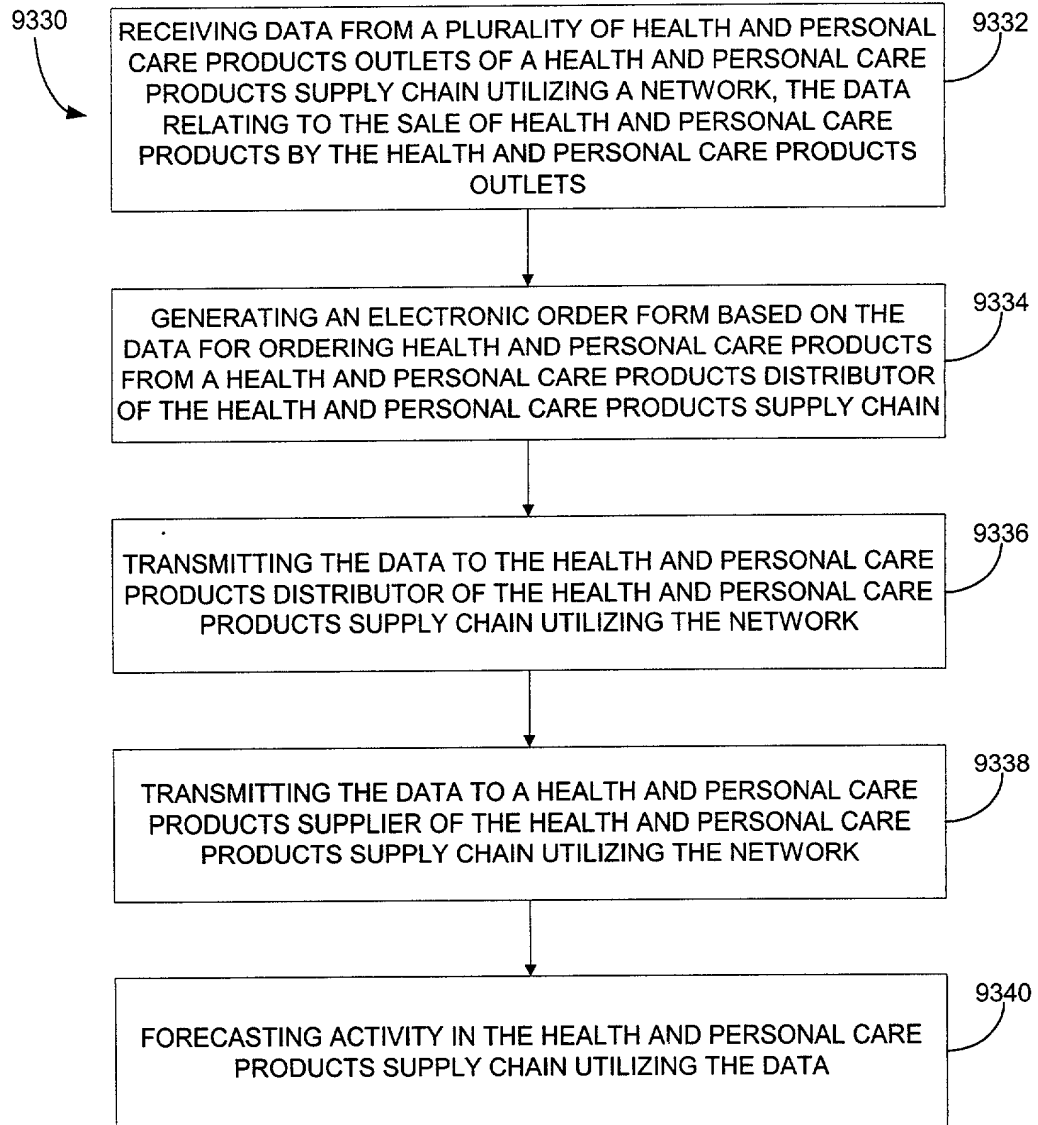 9330
9332
RECEIVING DATA FROM A PLURALITY OF HEALTH AND PERSONAL
CARE PRODUCTS OUTLETS OF A HEALTH AND PERSONAL CARE
PRODUCTS SUPPLY CHAIN UTILIZING A NETWORK, THE DATA
RELATING TO THE SALE OF HEALTH AND PERSONAL CARE
PRODUCTS BY THE HEALTH AND PERSONAL CARE PRODUCTS
OUTLETS
9334
GENERATING AN ELECTRONIC ORDER FORM BASED ON THE
DATA FOR ORDERING HEALTH AND PERSONAL CARE PRODUCTS
FROM A HEALTH AND PERSONAL CARE PRODUCTS DISTRIBUTOR
OF THE HEALTH AND PERSONAL CARE PRODUCTS SUPPLY CHAIN
9336
TRANSMITTING THE DATA TO THE HEALTH AND PERSONAL CARE
PRODUCTS DISTRIBUTOR OF THE HEALTH AND PERSONAL CARE
PRODUCTS SUPPLY CHAIN UTILIZING THE NETWORK
9338
TRANSMITTING THE DATA TO A HEALTH AND PERSONAL CARE
PRODUCTS SUPPLIER OF THE HEALTH AND PERSONAL CARE
PRODUCTS SUPPLY CHAIN UTILIZING THE NETWORK
9340
FORECASTING ACTIVITY IN THE HEALTH AND PERSONAL CARE
PRODUCTS SUPPLY CHAIN UTILIZING THE DATA